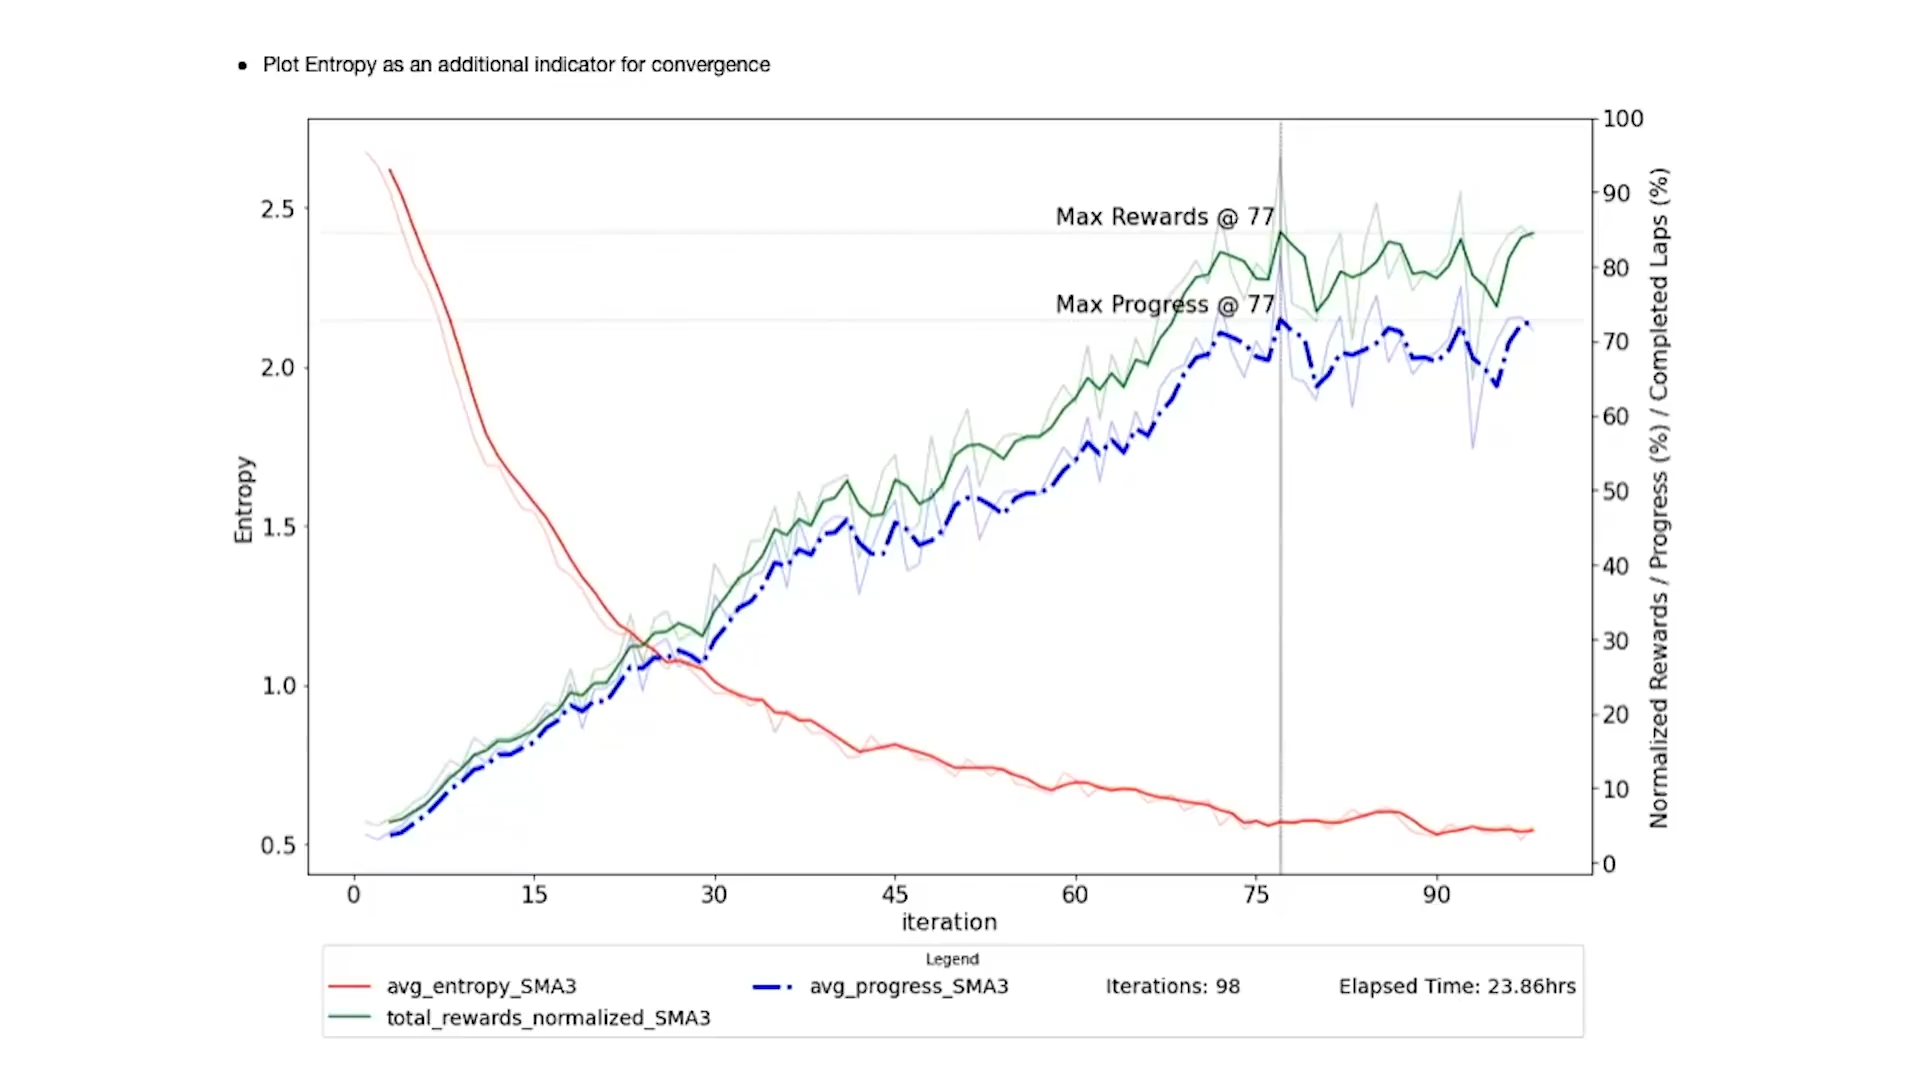 • Plot Entropy as an additional indicator for convergence
100
90
80
70
60
50
40
30
20
10
0
2.5
2.0
1.5
1.0
0.5
Entropy
Normalized Rewards / Progress (%) / Completed Laps (%)
Max Rewards @ 77
Max Progress @ 77
0 15 30 45 60 75 90
iteration
Legend
avg_entropy_SMA3 avg_progress_SMA3 Iterations: 98 Elapsed Time: 23.86hrs
total_rewards_normalized_SMA3